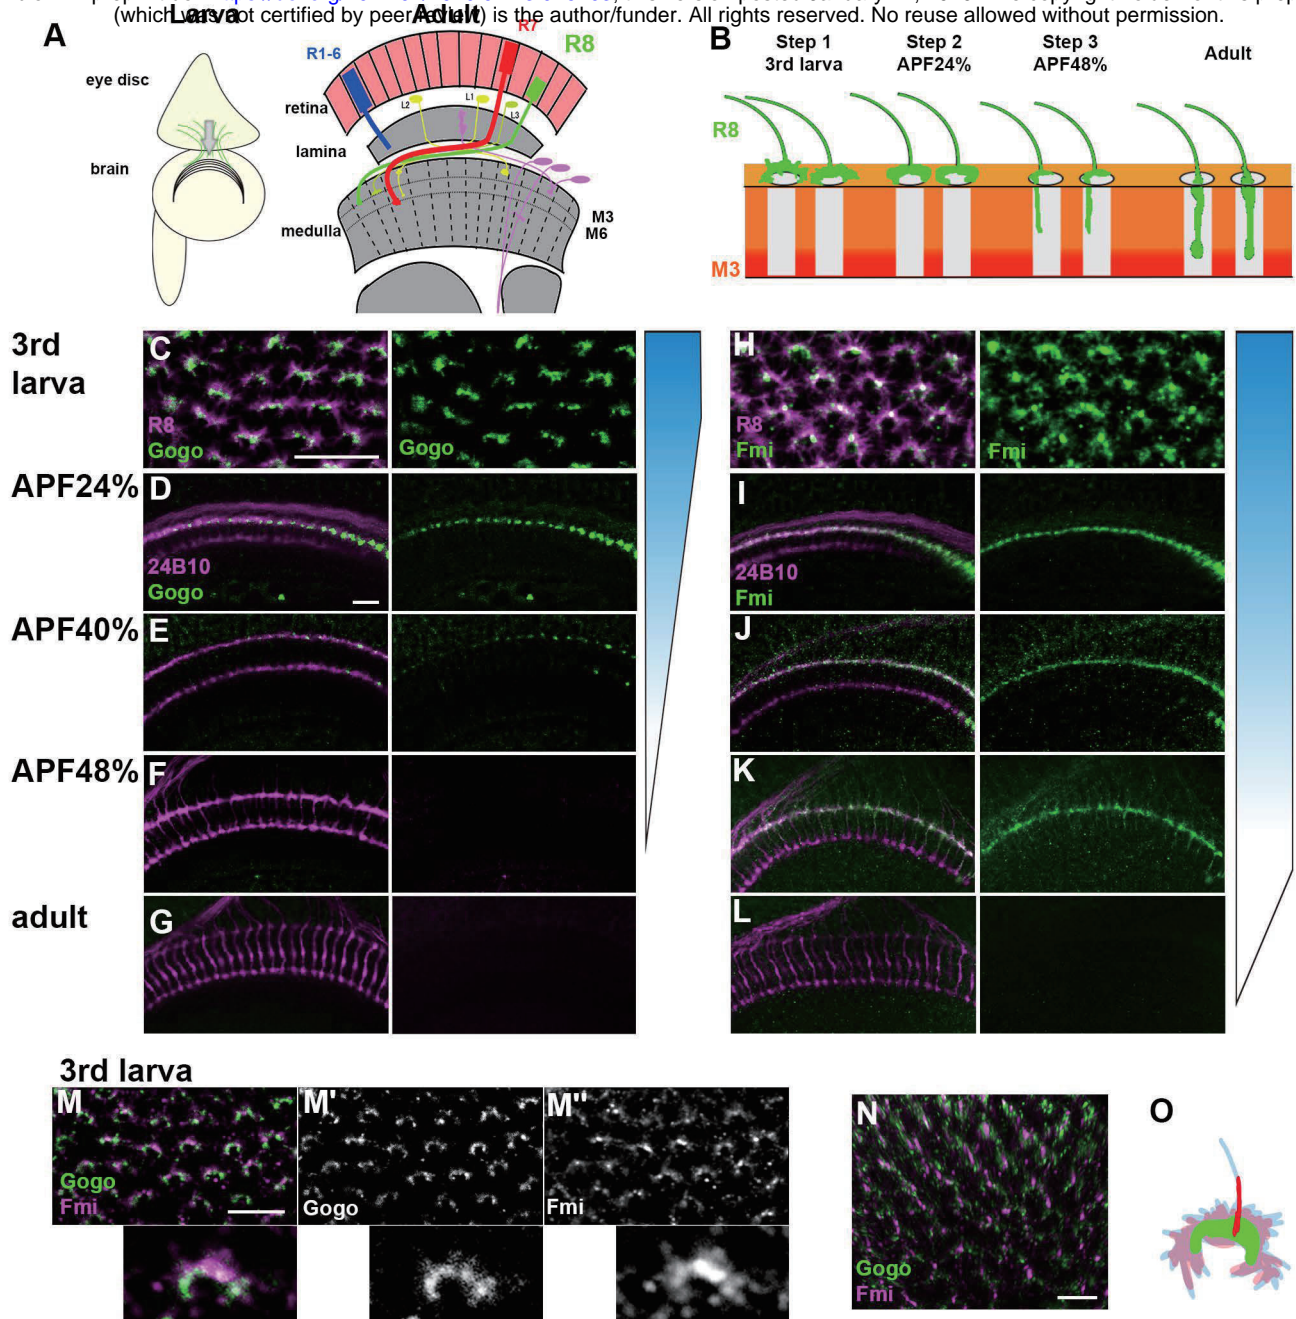 (which was not certified by peer review) is the author/funder. All rights reserved. No reuse allowed without permission.
Larva
Adult
A
eye disc
brain
R1-6
R7
R8
retina
L2
L1
L3
lamina
medulla
M3
M6
B
Step 1
3rd larva
Step 2
APF24%
Step 3
APF48%
Adult
R8
M3
3rd
larva
C
R8
Gogo
Gogo
H
R8
Fmi
Fmi
APF24%
D
24B10
Gogo
I
24B10
Fmi
APF40%
E
J
APF48%
F
K
adult
G
L
3rd larva
M
Gogo
Fmi
M'
Gogo
M''
Fmi
N
Gogo
Fmi
O